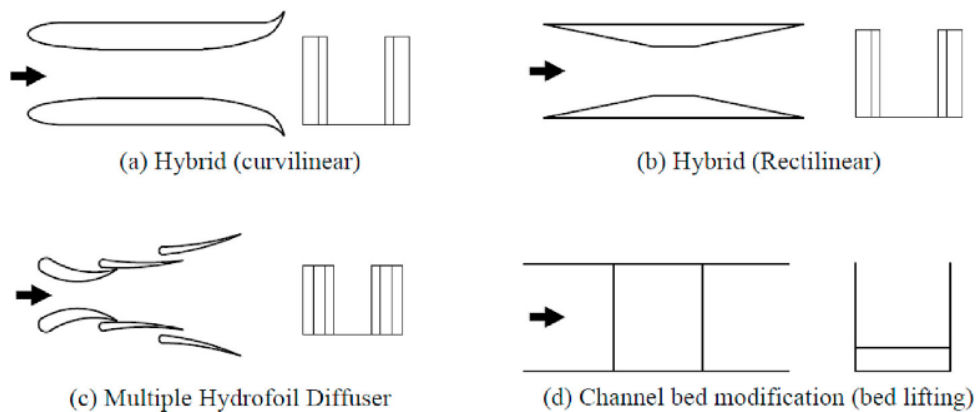 (a) Hybrid (curvilinear)
(b) Hybrid (Rectilinear)
(c) Multiple Hydrofoil Diffuser
(d) Channel bed modification (bed lifting)